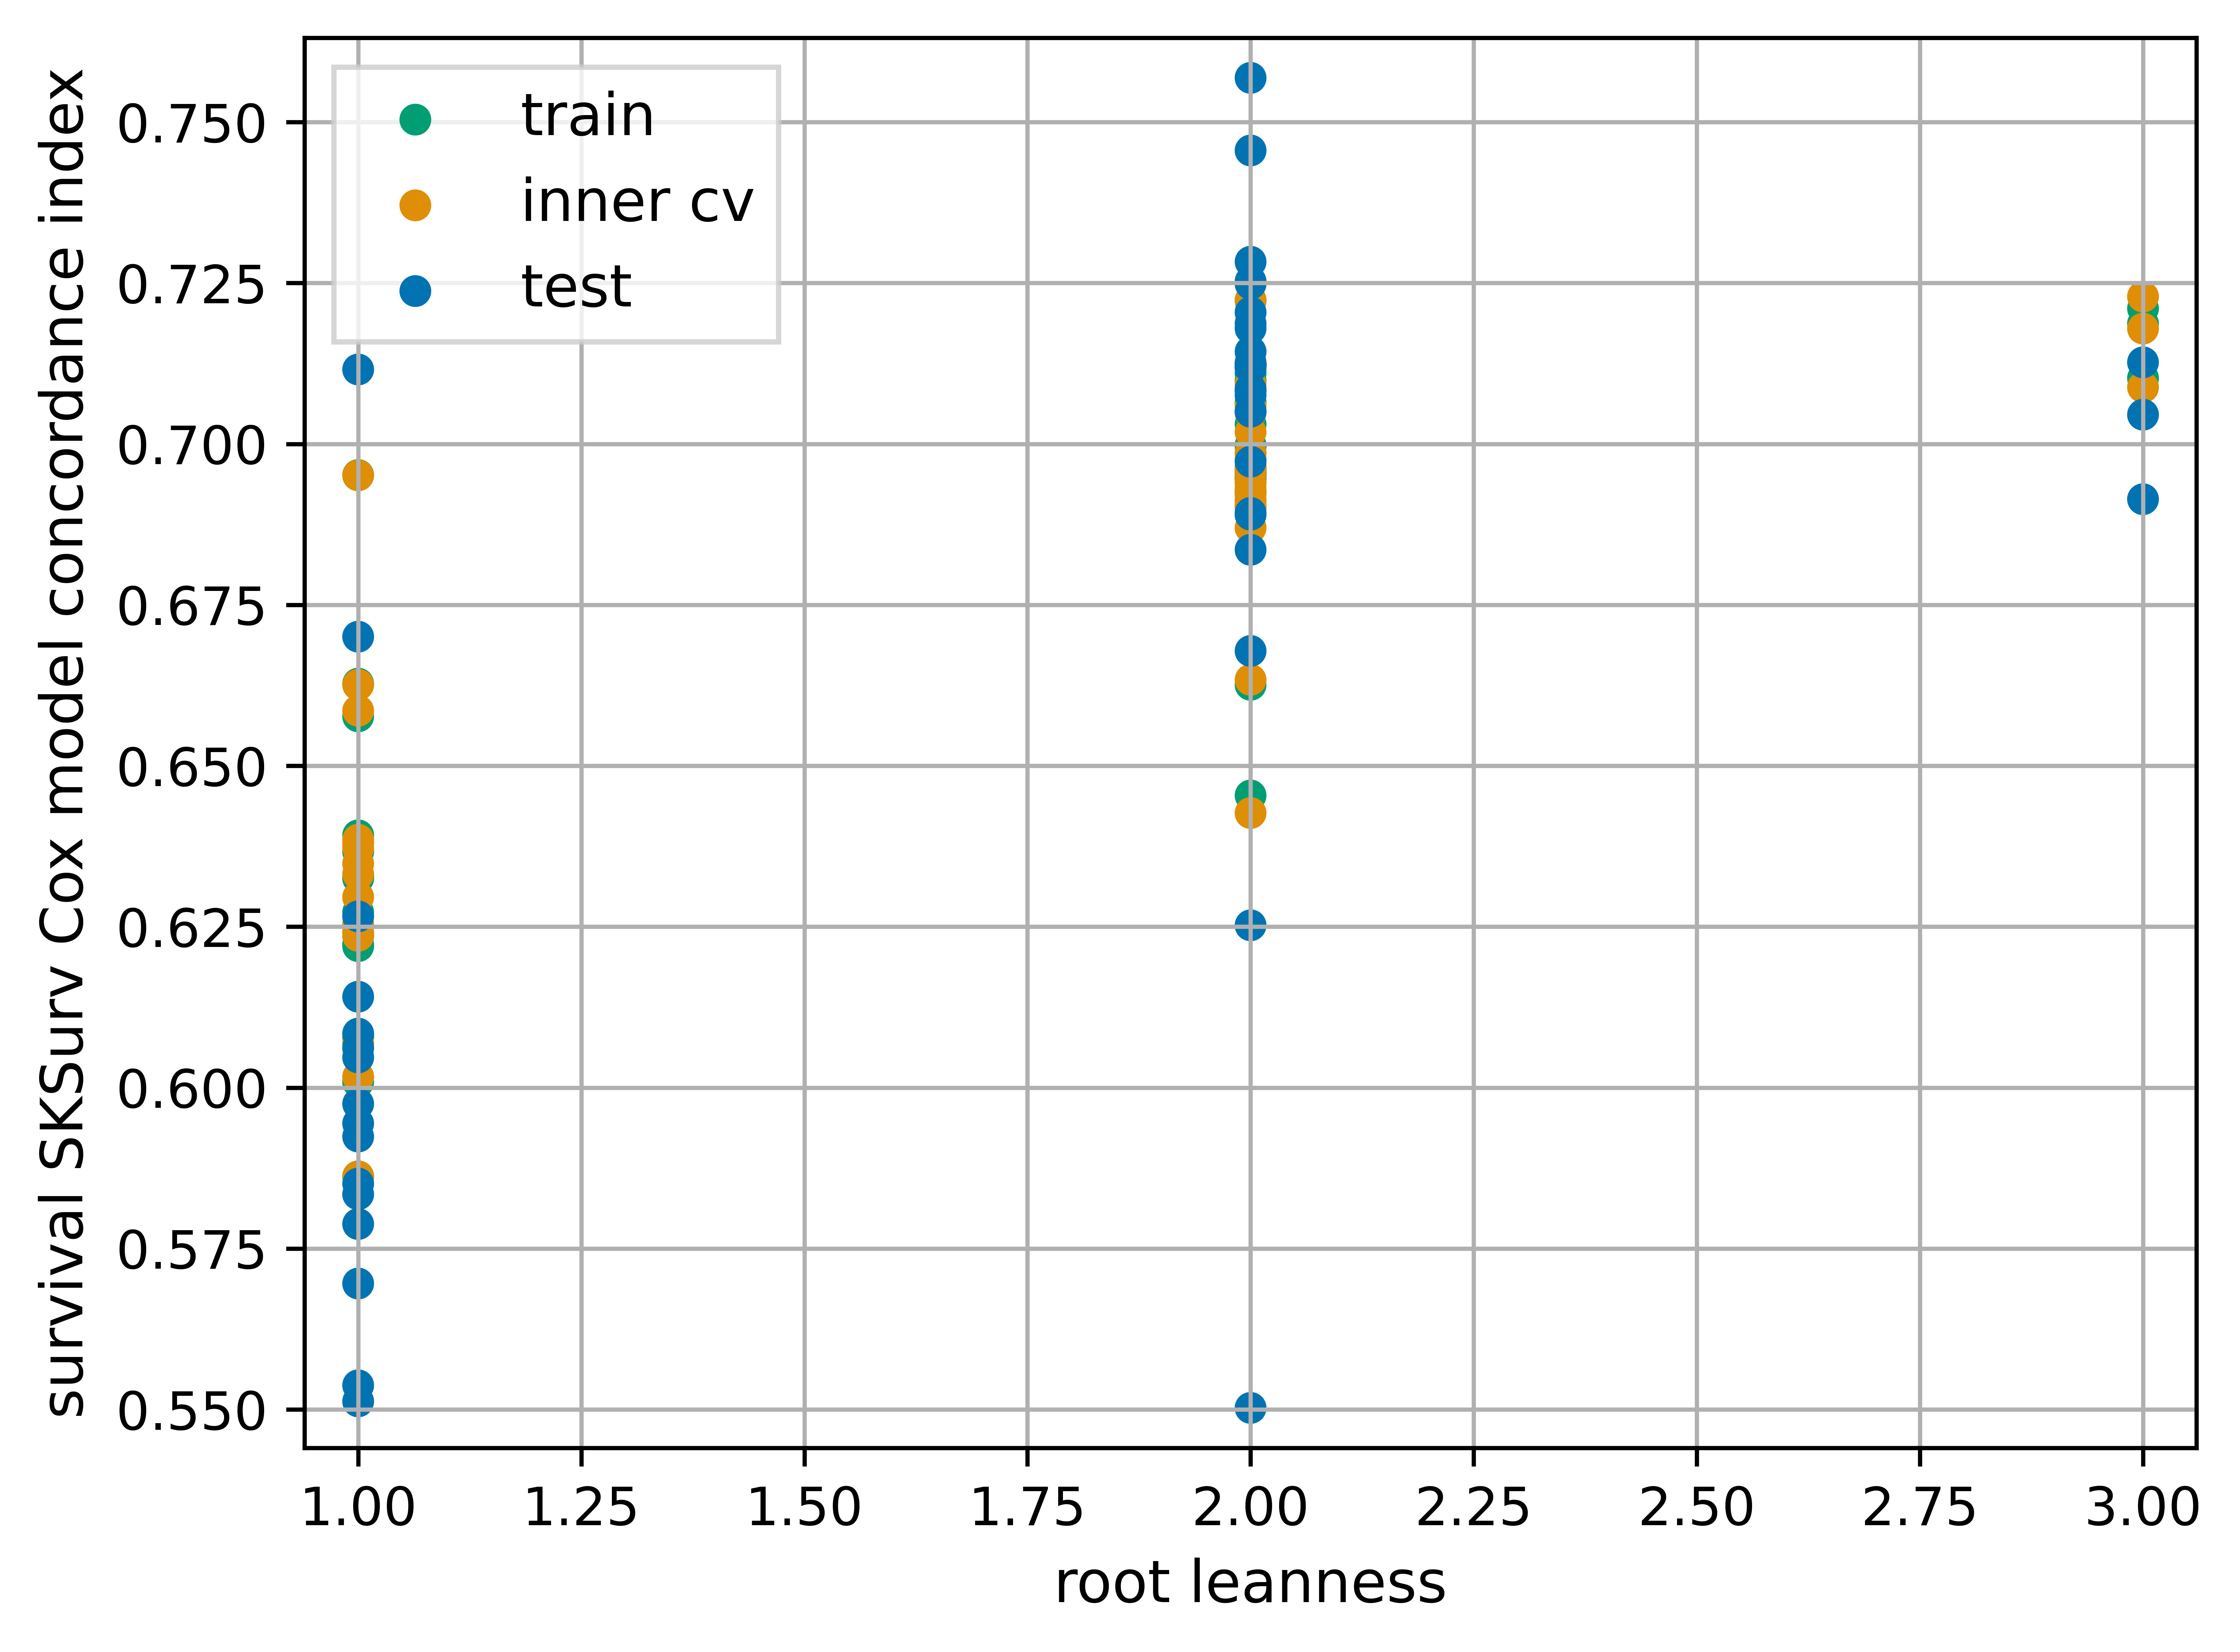 survival SKSurv Cox model concordance index
0.750
0.725
0.700
0.675
0.650
0.625
0.600
0.575
0.550
train
inner cv
test
1.00 1.25 1.50 1.75 2.00 2.25 2.50 2.75 3.00
root leanness